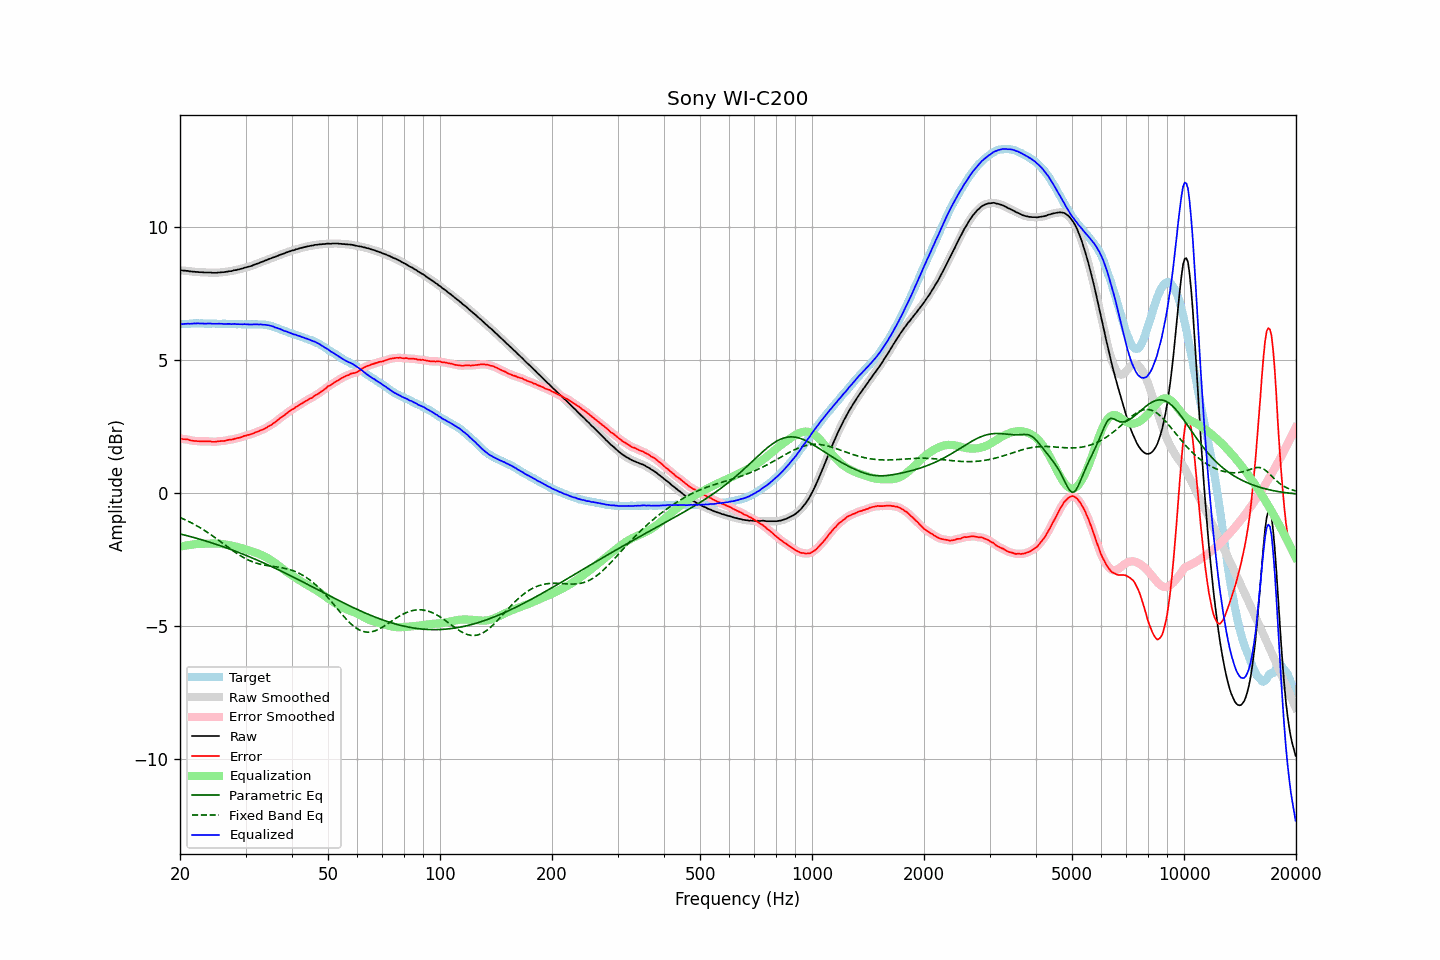 Sony WI-C200
Amplitude (dBr)
10
5
0
−5
−10
Target
Raw Smoothed
Error Smoothed
Raw
Error
Equalization
Parametric Eq
Fixed Band Eq
Equalized
20 50 100 200 500 1000 2000 5000 10000 20000
Frequency (Hz)